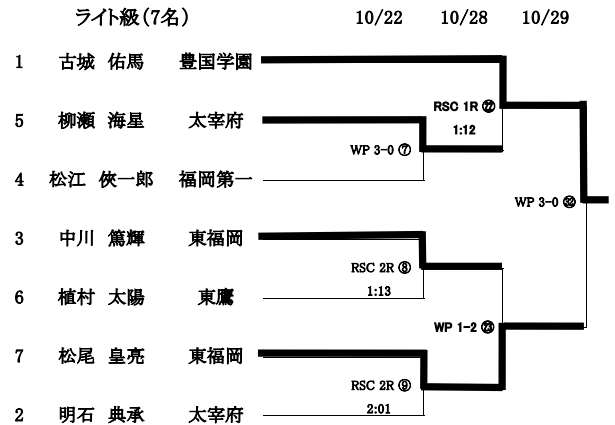 ライト級（7名） 10/22 10/28 10/29
1 古城 佑馬 豊国学園
RSC 1R ㉒
5 柳瀬 海星 太宰府 1:12
WP 3-0 ⑦
4 松江 俠一郎 福岡第一
WP 3-0 ㉜
3 中川 篤輝 東福岡
RSC 2R ⑧
6 植村 太陽 東鷹 1:13
WP 1-2 ㉓
7 松尾 皇亮 東福岡
RSC 2R ⑨
2 明石 典承 太宰府 2:01